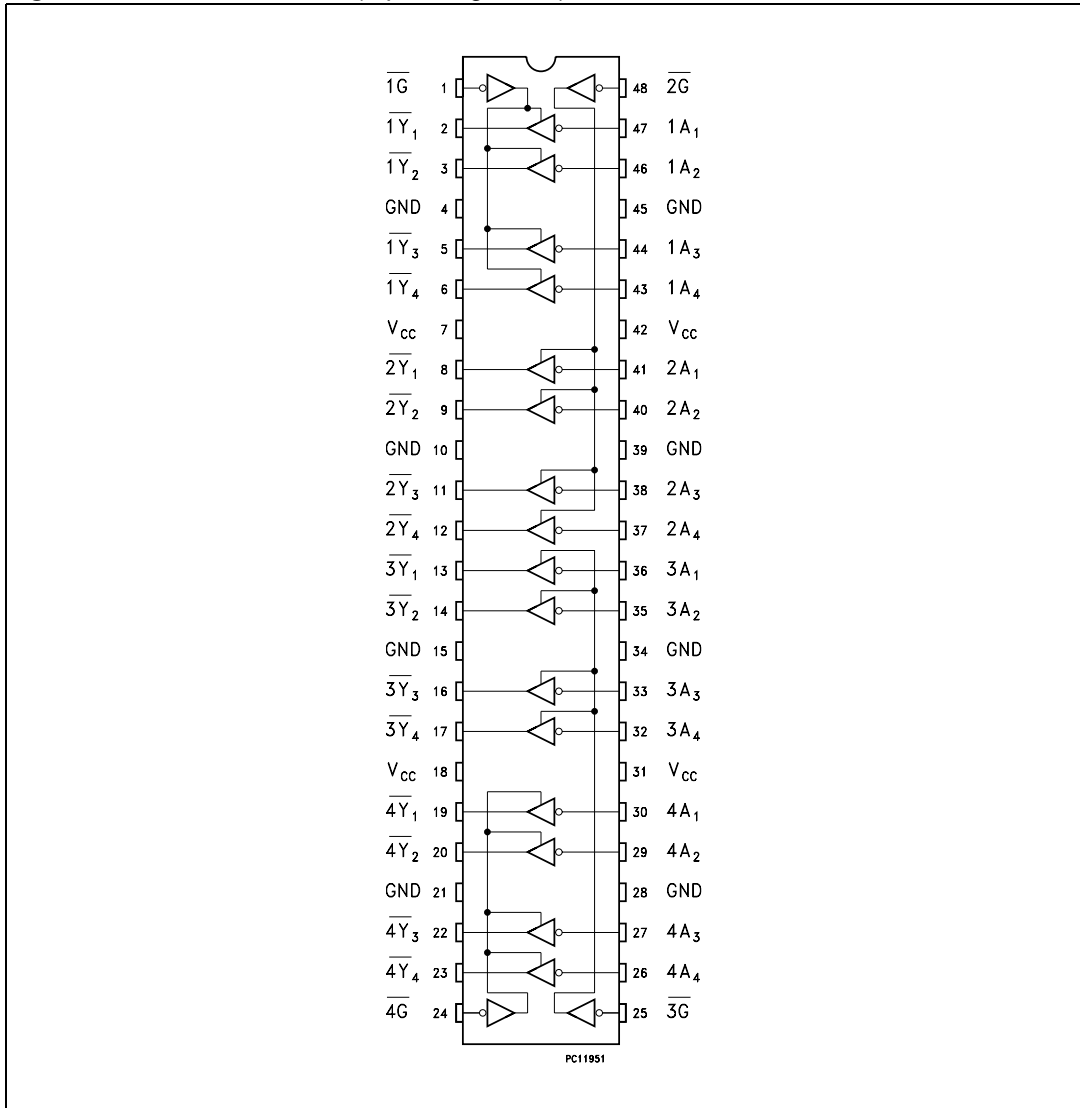 1G 1 48 2G
1Y1 2 47 1A1
1Y2 3 46 1A2
GND 4 45 GND
1Y3 5 44 1A3
1Y4 6 43 1A4
VCC 7 42 VCC
2Y1 8 41 2A1
2Y2 9 40 2A2
GND 10 39 GND
2Y3 11 38 2A3
2Y4 12 37 2A4
3Y1 13 36 3A1
3Y2 14 35 3A2
GND 15 34 GND
3Y3 16 33 3A3
3Y4 17 32 3A4
VCC 18 31 VCC
4Y1 19 30 4A1
4Y2 20 29 4A2
GND 21 28 GND
4Y3 22 27 4A3
4Y4 23 26 4A4
4G 24 25 3G
PC11951